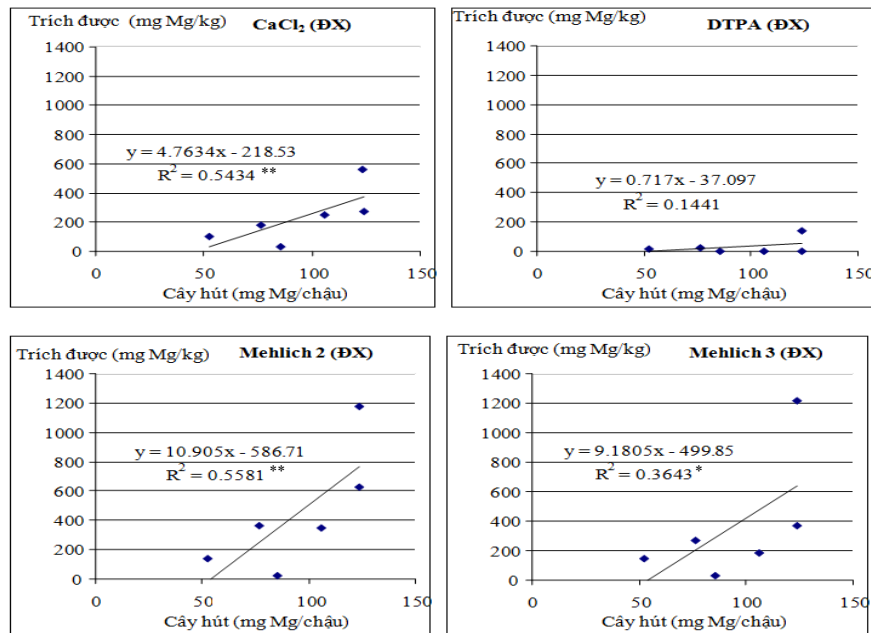 Trích được (mg Mg/kg) CaCl₂ (ĐX)
1400
1200
1000
800
600
400
200
0
y = 4.7634x - 218.53
R² = 0.5434 **
0 50 100 150
Cây hút (mg Mg/chậu)
Trích được (mg Mg/kg) DTPA (ĐX)
1400
1200
1000
800
600
400
200
0
y = 0.717x - 37.097
R² = 0.1441
0 50 100 150
Cây hút (mg Mg/chậu)
Trích được (mg Mg/kg) Mehlich 2 (ĐX)
1400
1200
1000
800
600
400
200
0
y = 10.905x - 586.71
R² = 0.5581 **
0 50 100 150
Cây hút (mg Mg/chậu)
Trích được (mg Mg/kg) Mehlich 3 (ĐX)
1400
1200
1000
800
600
400
200
0
y = 9.1805x - 499.85
R² = 0.3643 *
0 50 100 150
Cây hút (mg Mg/chậu)